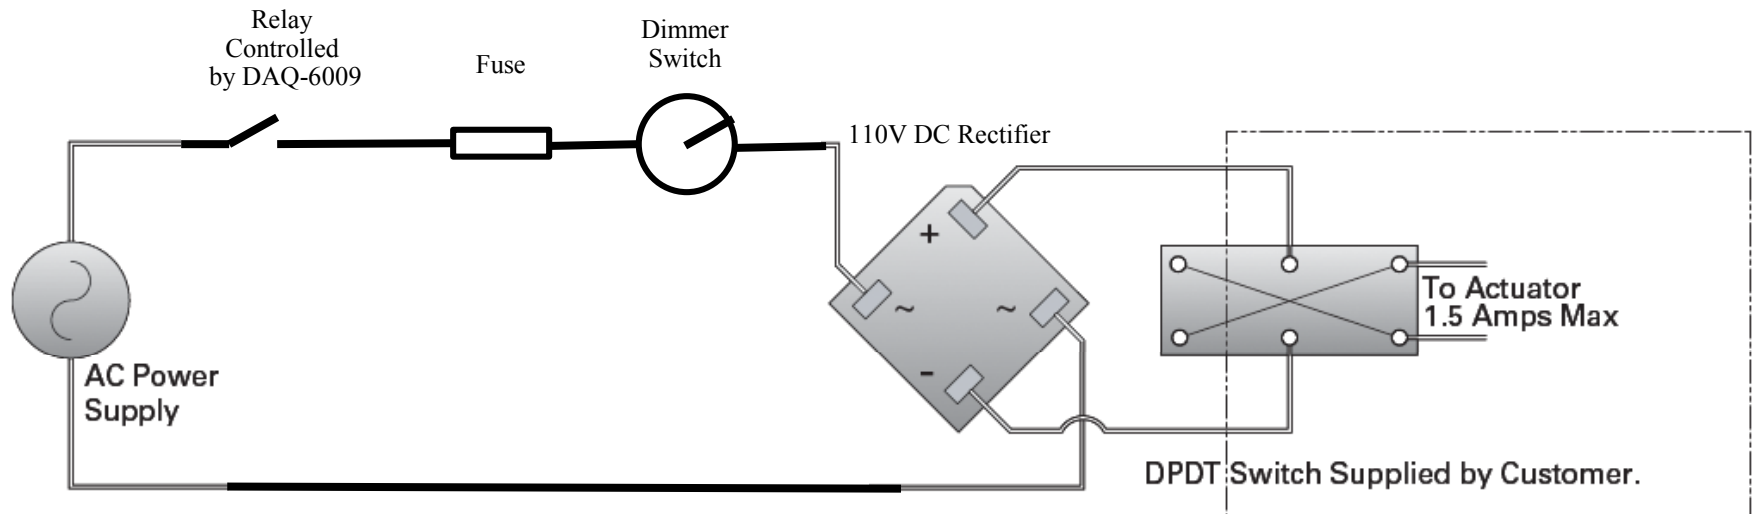 Relay
Controlled
by DAQ-6009
Fuse
Dimmer
Switch
110V DC Rectifier
+
~
~
-
To Actuator
1.5 Amps Max
AC Power
Supply
DPDT Switch Supplied by Customer.